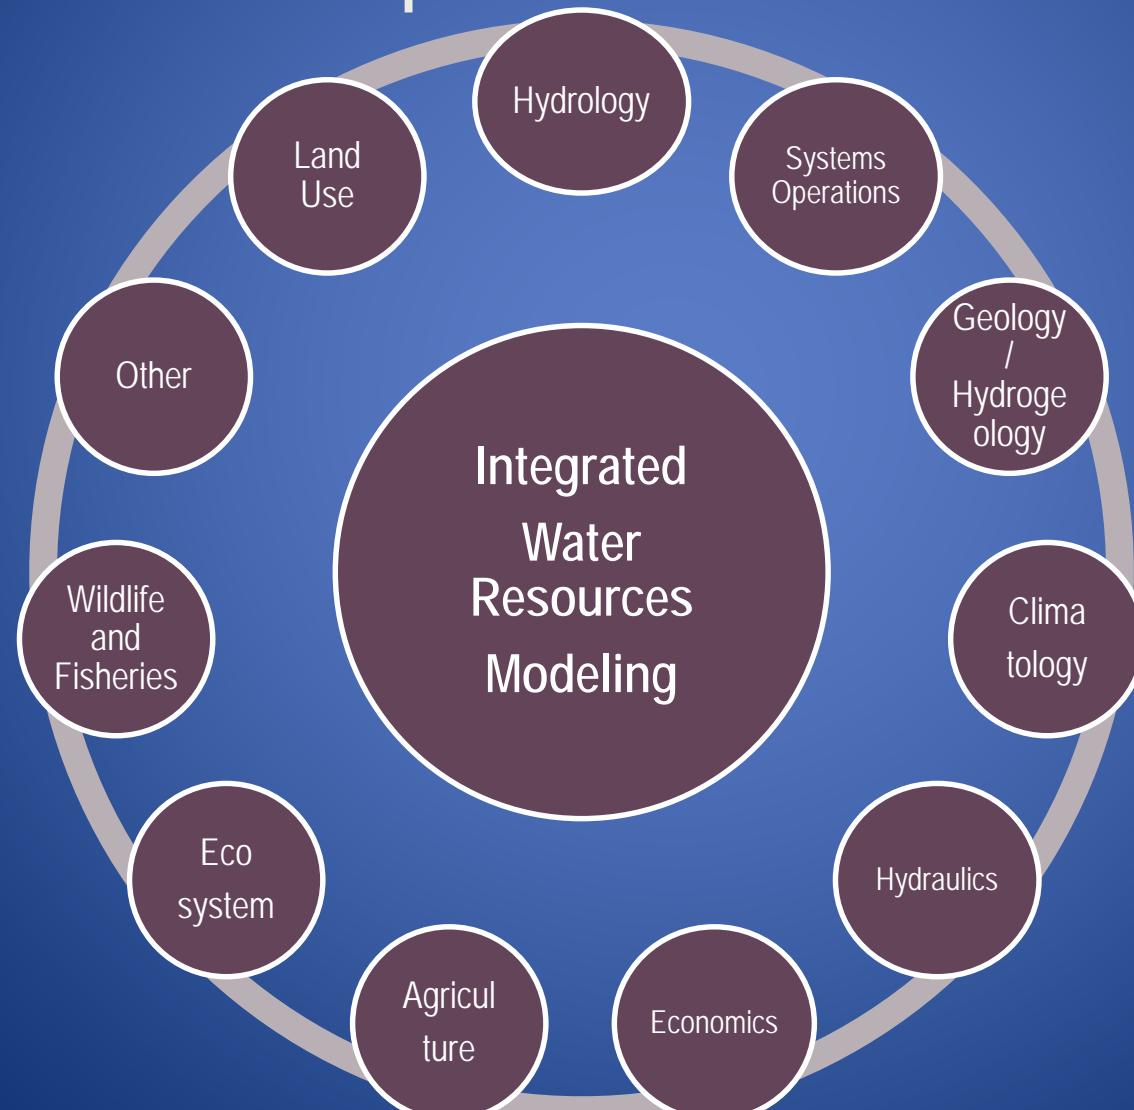 Hydrology
Systems
Operations
Geology
/
Hydroge
ology
Clima
tology
Hydraulics
Economics
Agricul
ture
Eco
system
Wildlife
and
Fisheries
Other
Land
Use
Integrated
Water
Resources
Modeling